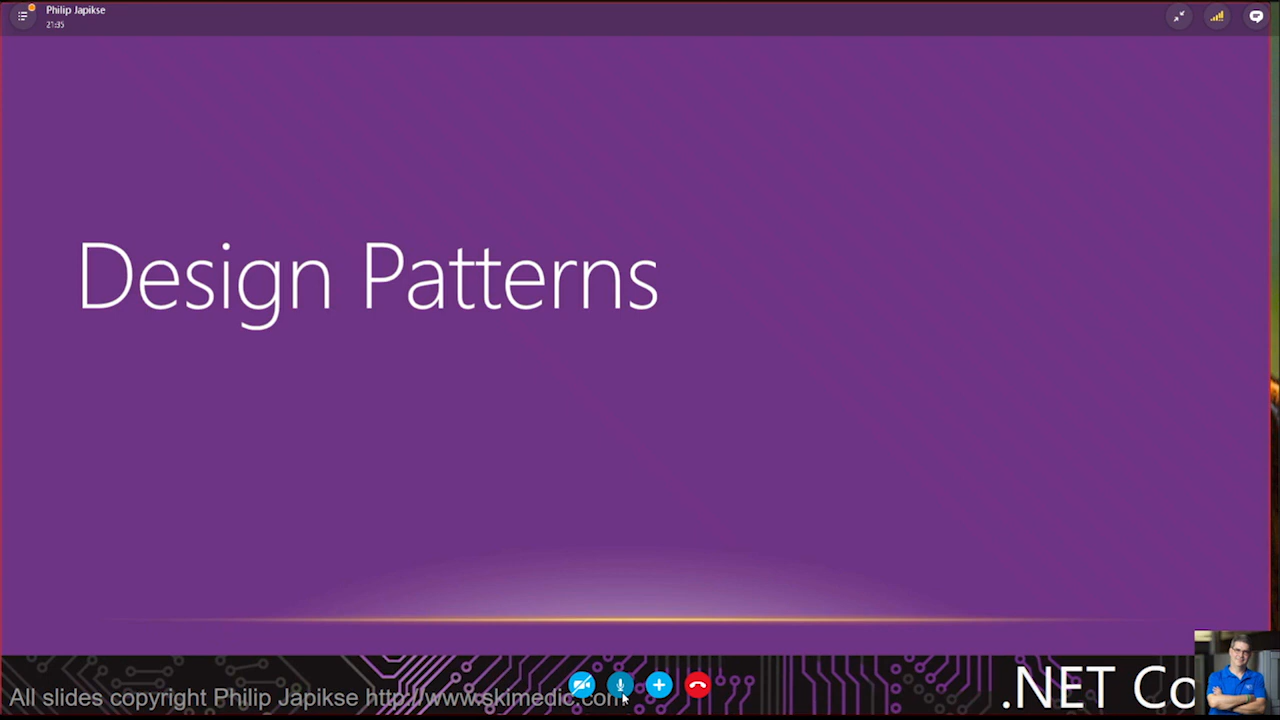 Philip Japikse
21:35
Design Patterns
All slides copyright Philip Japikse http://www.skimedic.com
.NET Co